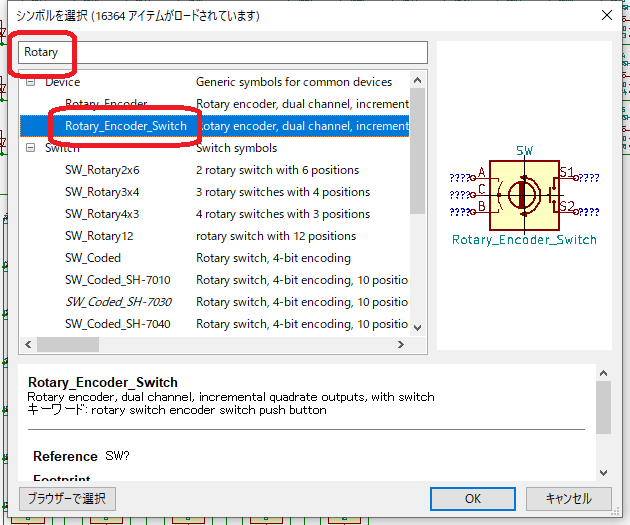 シンボルを選択 (16364 アイテムがロードされています)
Rotary
Device Generic symbols for common devices
Rotary_Encoder Rotary encoder, dual channel, increment
Rotary_Encoder_Switch Rotary encoder, dual channel, increment
Switch Switch symbols
SW_Rotary2x6 2 rotary switch with 6 positions
SW_Rotary3x4 3 rotary switches with 4 positions
SW_Rotary4x3 4 rotary switches with 3 positions
SW_Rotary12 rotary switch with 12 positions
SW_Coded Rotary switch, 4-bit encoding
SW_Coded_SH-7010 Rotary switch, 4-bit encoding, 10 positio
SW_Coded_SH-7030 Rotary switch, 4-bit encoding, 10 positio
SW_Coded_SH-7040 Rotary switch, 4-bit encoding, 10 positio
SW
???? A S1 ????
???? C
???? B S2 ????
Rotary_Encoder_Switch
Rotary_Encoder_Switch
Rotary encoder, dual channel, incremental quadrate outputs, with switch
キーワード: rotary switch encoder switch push button
Reference SW?
Footprint
ブラウザーで選択 OK キャンセル